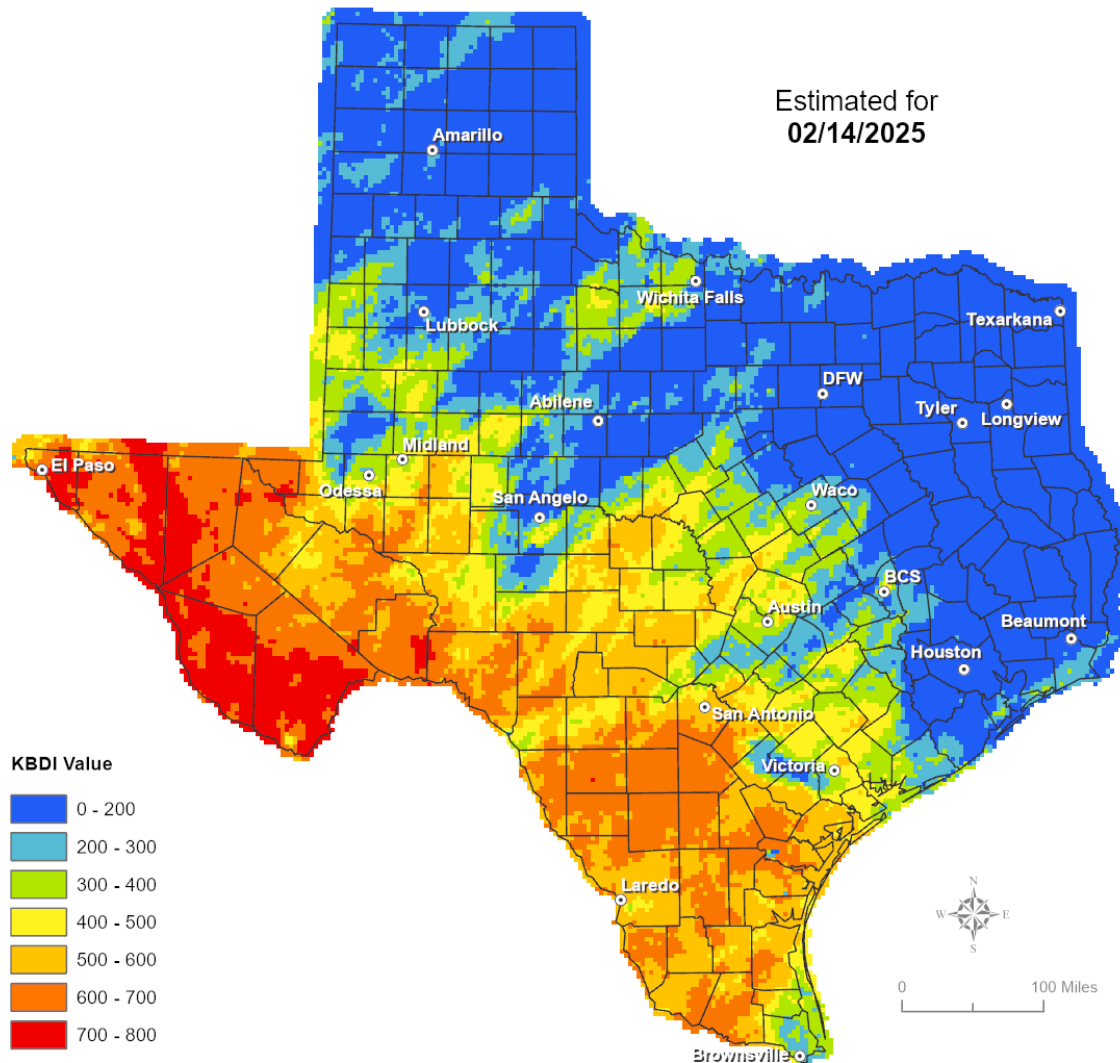 Estimated for
02/14/2025
Amarillo
Wichita Falls
Lubbock
Texarkana
DFW
Abilene
Tyler
Longview
Midland
El Paso
Odessa
San Angelo
Waco
BCS
Austin
Beaumont
Houston
San Antonio
Victoria
Laredo
Brownsville
KBDI Value
0 - 200
200 - 300
300 - 400
400 - 500
500 - 600
600 - 700
700 - 800
N
W E
S
0 100 Miles